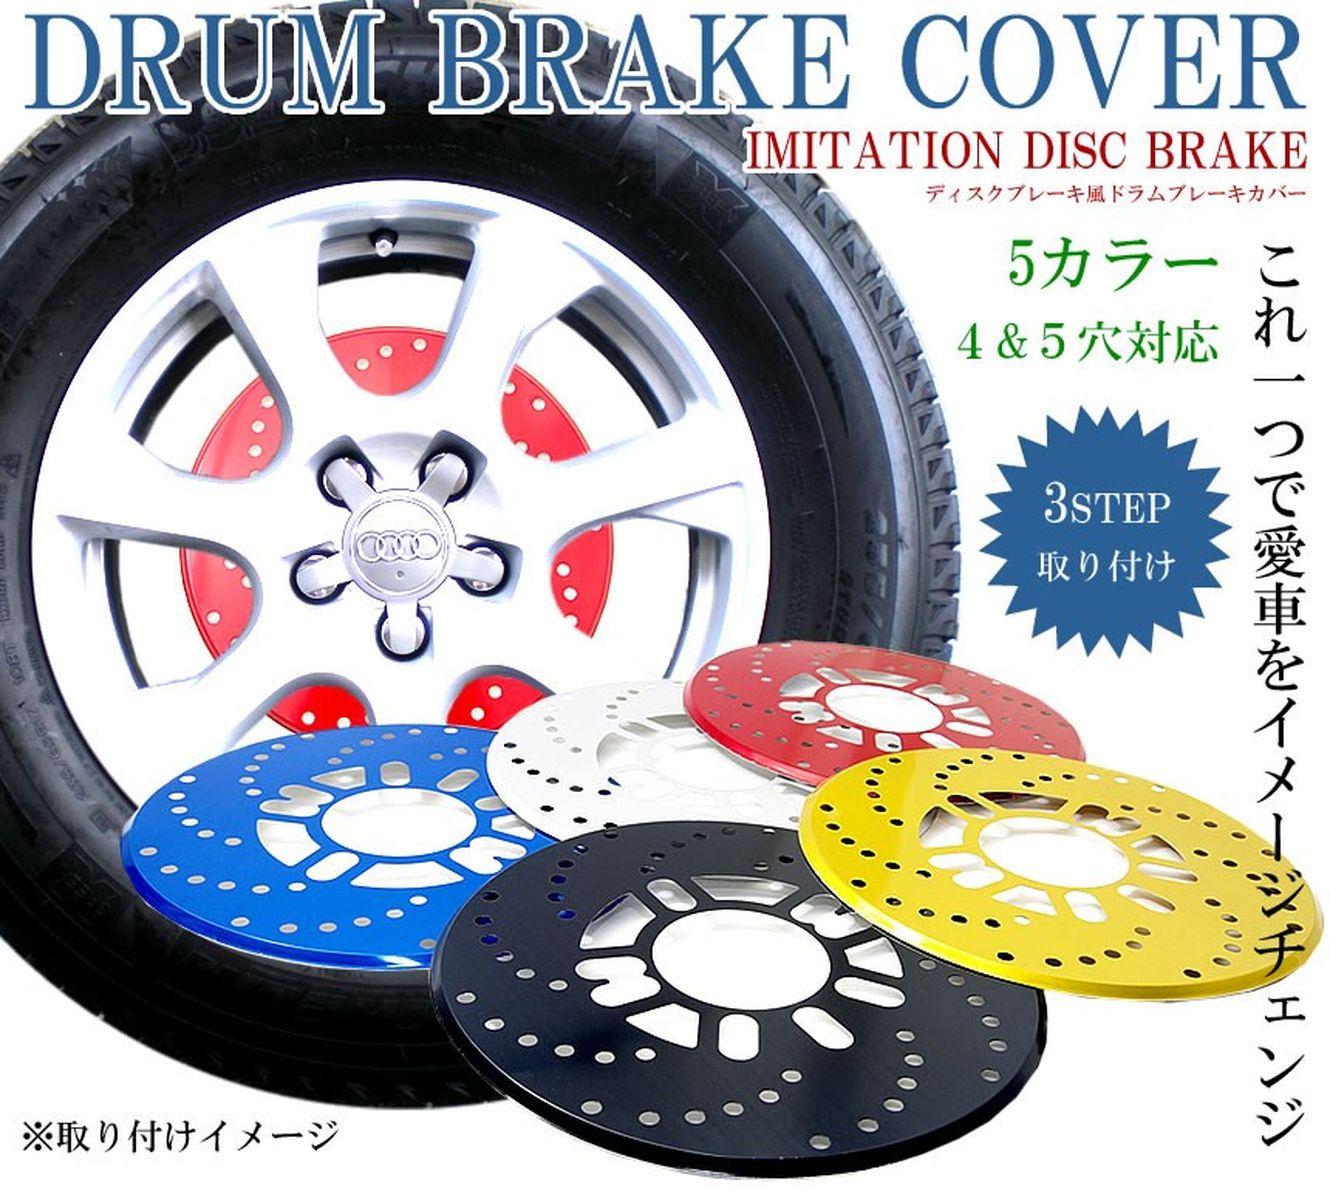 DRUM BRAKE COVER
IMITATION DISC BRAKE
ディスクブレーキ風ドラムブレーキカバー
5カラー
4&5穴対応
3STEP
取り付け
これ一つで愛車をイメージチェンジ
※取り付けイメージ